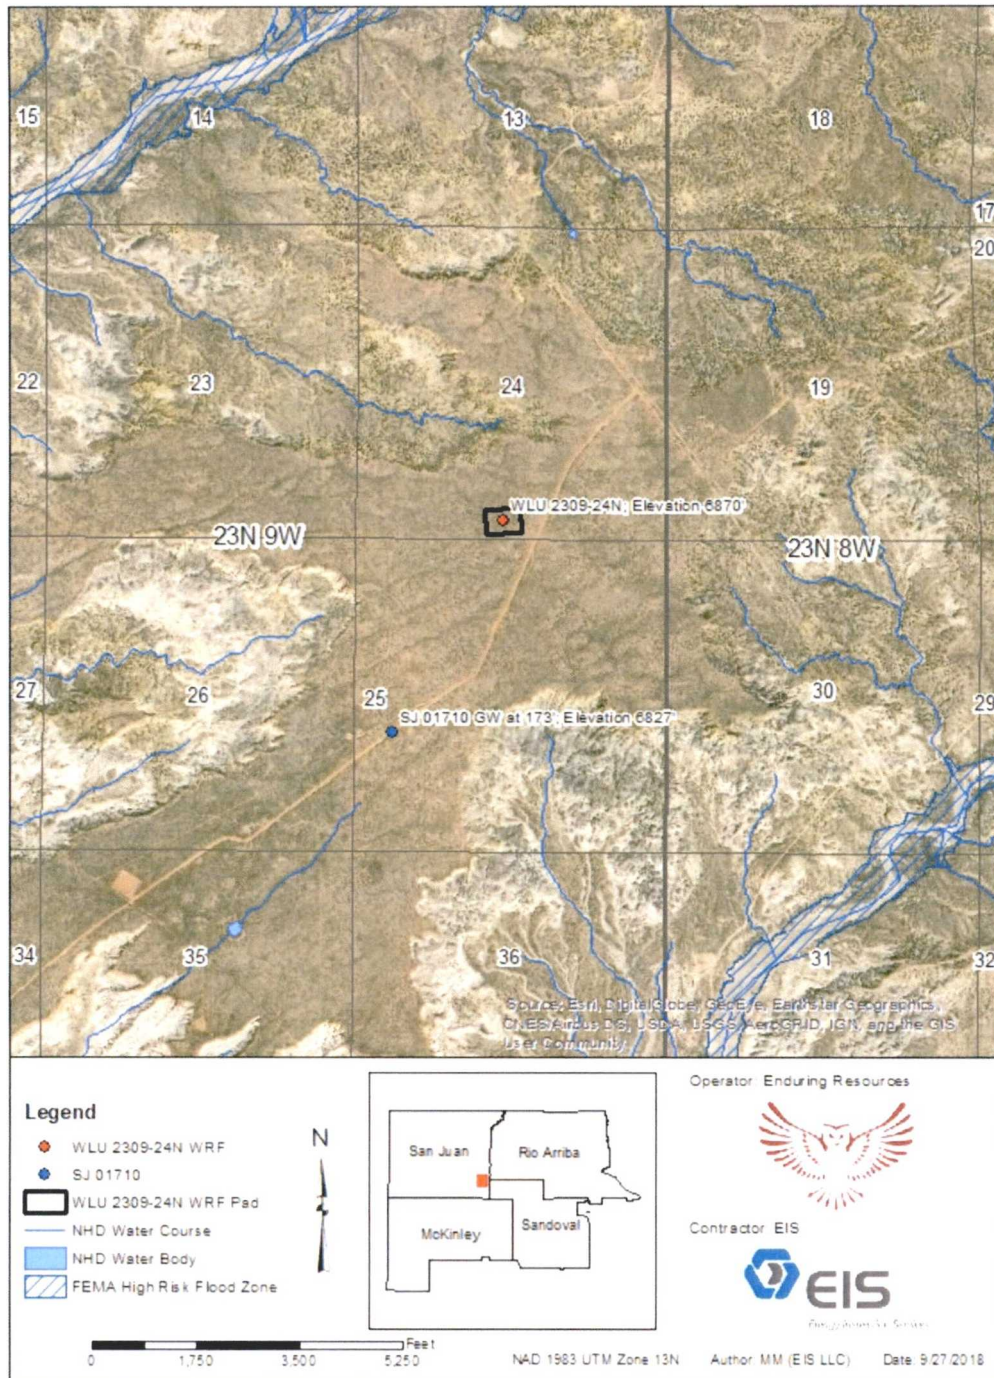 15
14
13
18
17
20
22
23
24
19
WLU 2309-24N; Elevation 6870'
23N 9W
23N 8W
27
26
25
30
29
SJ 01710 GW at 173'; Elevation 6827'
34
35
36
31
32
Source: Esri, DigitalGlobe, GeoEye, Earthstar Geographics,
CNES/Airbus DS, USDA, USGS, AeroGRID, IGN, and the GIS
User Community
Legend
WLU 2309-24N WRF
SJ 01710
WLU 2309-24N WRF Pad
NHD Water Course
NHD Water Body
FEMA High Risk Flood Zone
N
San Juan
Rio Arriba
McKinley
Sandoval
Operator: Enduring Resources
Contractor: EIS
EIS
Feet
0 1,750 3,500 5,250
NAD 1983 UTM Zone 13N
Author: MM (EIS LLC)
Date: 9/27/2018